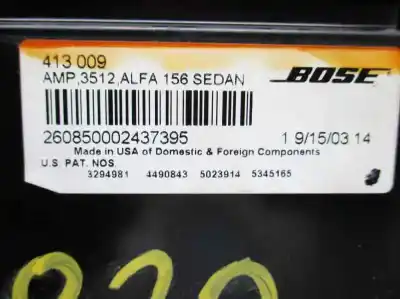 413 009
AMP,3512,ALFA 156 SEDAN
BOSE
260850002437395
1 9/15/03 14
Made in USA of Domestic & Foreign Components
U.S. PAT. NOS.
3294981 4490843 5023914 5345165